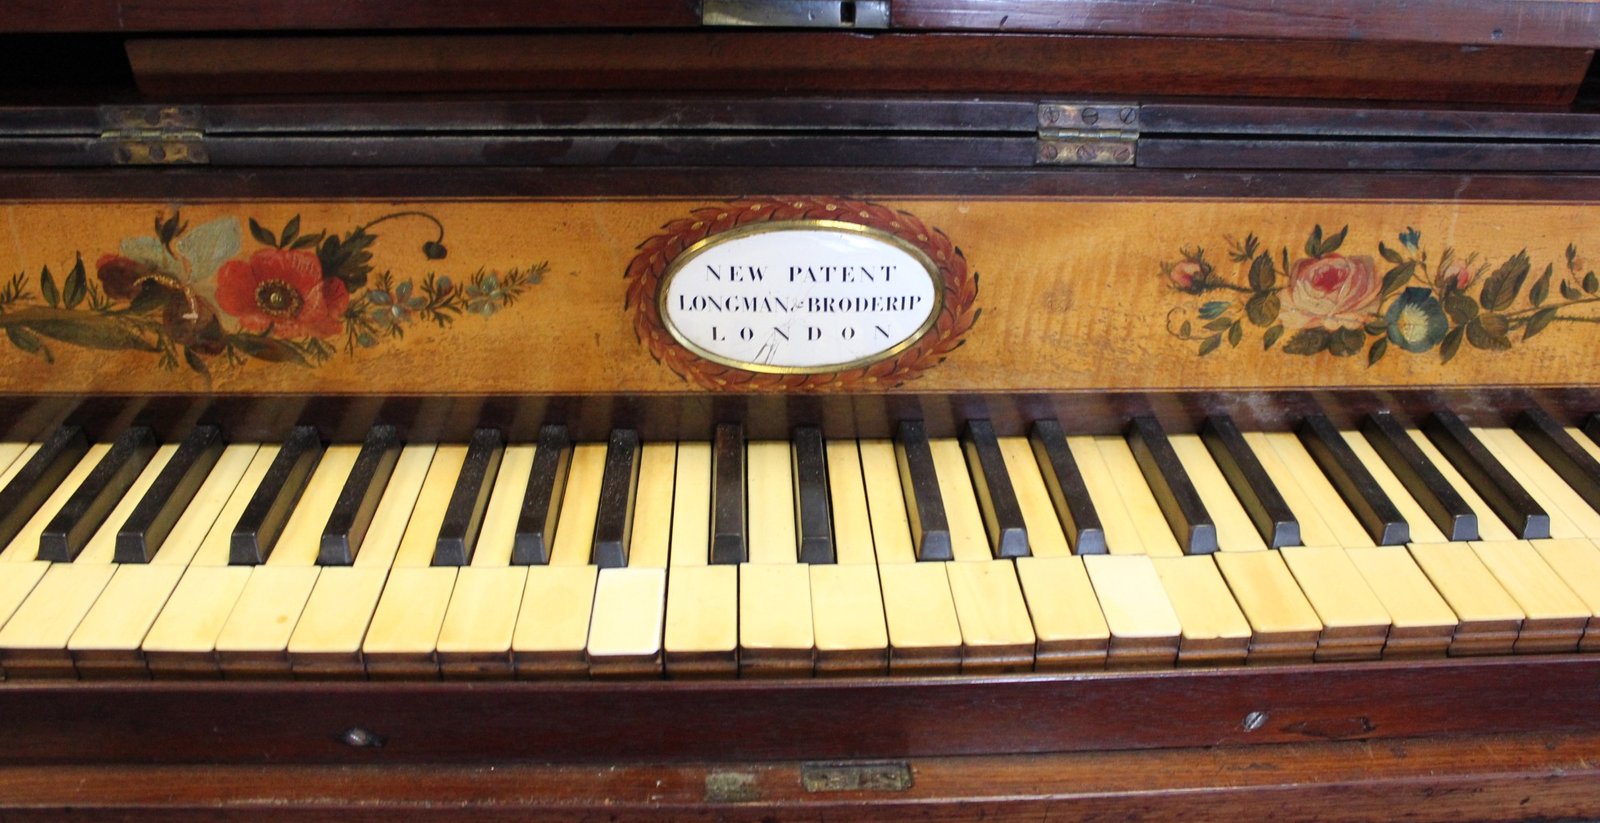 NEW PATENT
LONGMAN & BRODERIP
LONDON